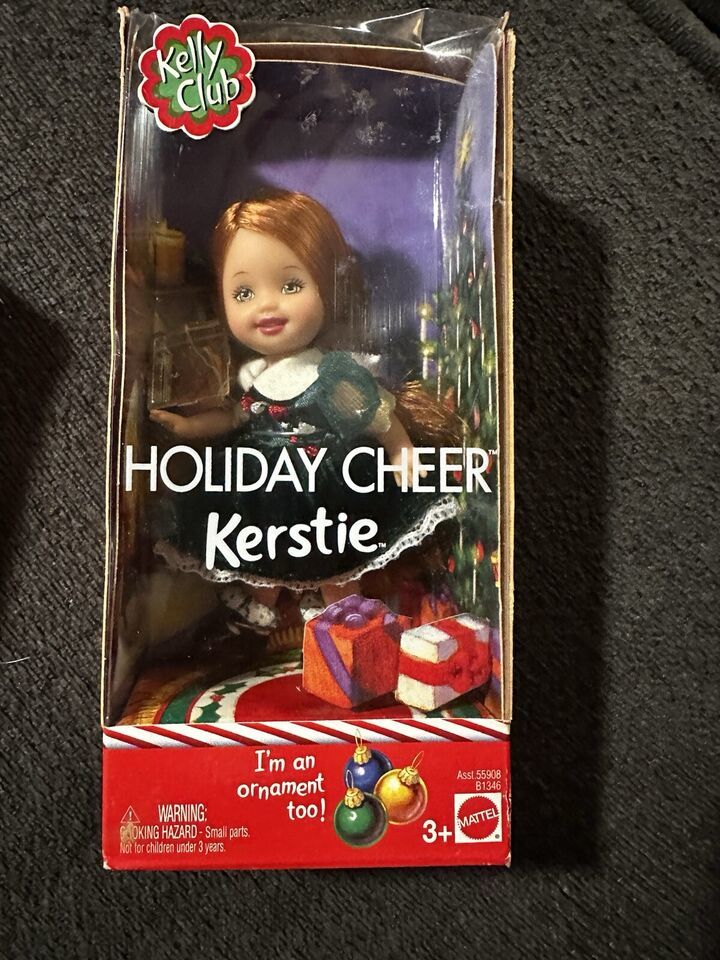 Kelly
Club
HOLIDAY CHEER™
Kerstie™
I'm an
ornament
too!
Asst.55908
B1346
WARNING:
CHOKING HAZARD - Small parts.
Not for children under 3 years.
3+
MATTEL